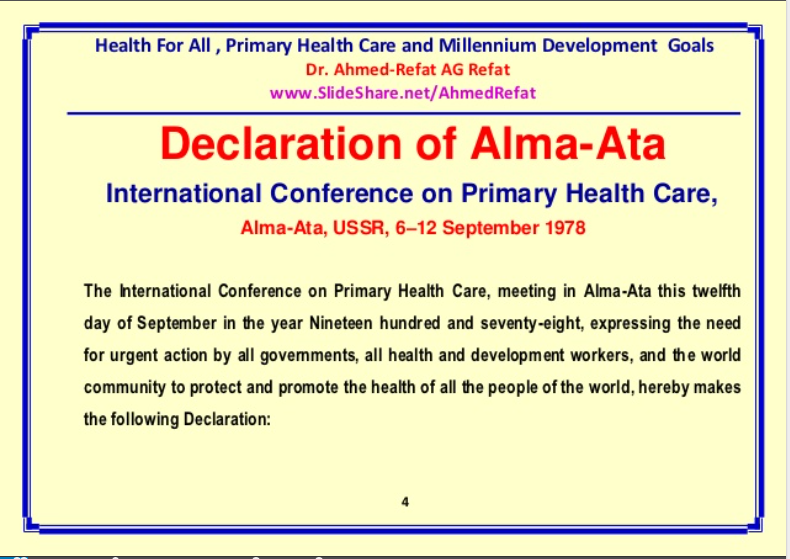 Health For All , Primary Health Care and Millennium Development Goals
Dr. Ahmed-Refat AG Refat
www.SlideShare.net/AhmedRefat
Declaration of Alma-Ata
International Conference on Primary Health Care,
Alma-Ata, USSR, 6–12 September 1978
The International Conference on Primary Health Care, meeting in Alma-Ata this twelfth
day of September in the year Nineteen hundred and seventy-eight, expressing the need
for urgent action by all governments, all health and development workers, and the world
community to protect and promote the health of all the people of the world, hereby makes
the following Declaration:
4